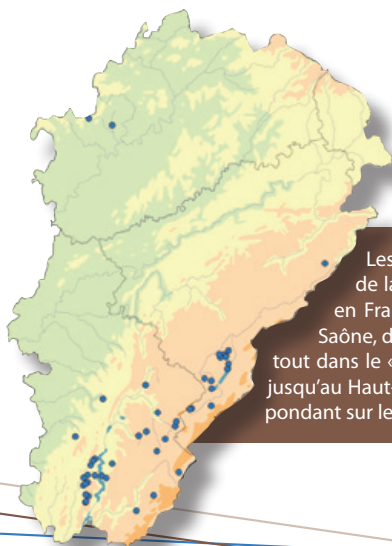 Les
de la
en Fra
Saône, d
tout dans le «
jusqu'au Haut-
pondant sur le